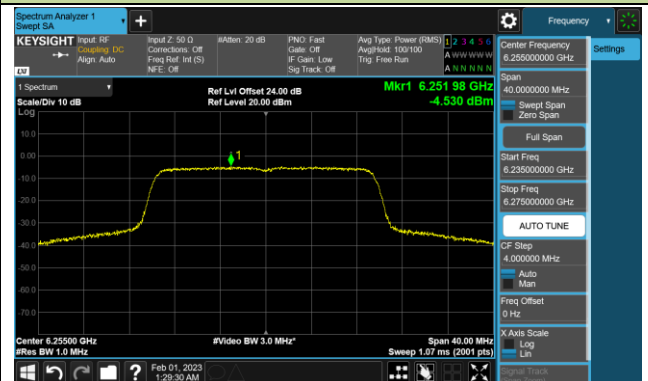 Spectrum Analyzer 1
Swept SA
Frequency
KEYSIGHT
Input: RF
Coupling: DC
Align: Auto
Input Z: 50 Ω
Corrections: Off
Freq Ref: Int (S)
NFE: Off
#Atten: 20 dB
PNO: Fast
Gate: Off
IF Gain: Low
Sig Track: Off
Avg Type: Power (RMS)
Avg|Hold: 100/100
Trig: Free Run
1 2 3 4 5 6
A W W W W W
A N N N N N
LXI
1 Spectrum
Scale/Div 10 dB
Log
Ref Lvl Offset 24.00 dB
Ref Level 20.00 dBm
Mkr1 6.251 98 GHz
-4.530 dBm
10.0
0.00
-10.0
-20.0
-30.0
-40.0
-50.0
-60.0
-70.0
1
Center 6.25500 GHz
#Res BW 1.0 MHz
#Video BW 3.0 MHz*
Span 40.00 MHz
Sweep 1.07 ms (2001 pts)
Feb 01, 2023
1:29:30 AM
?
Center Frequency
6.255000000 GHz
Span
40.0000000 MHz
Swept Span
Zero Span
Full Span
Start Freq
6.235000000 GHz
Stop Freq
6.275000000 GHz
AUTO TUNE
CF Step
4.000000 MHz
Auto
Man
Freq Offset
0 Hz
X Axis Scale
Log
Lin
Signal Track
Settings